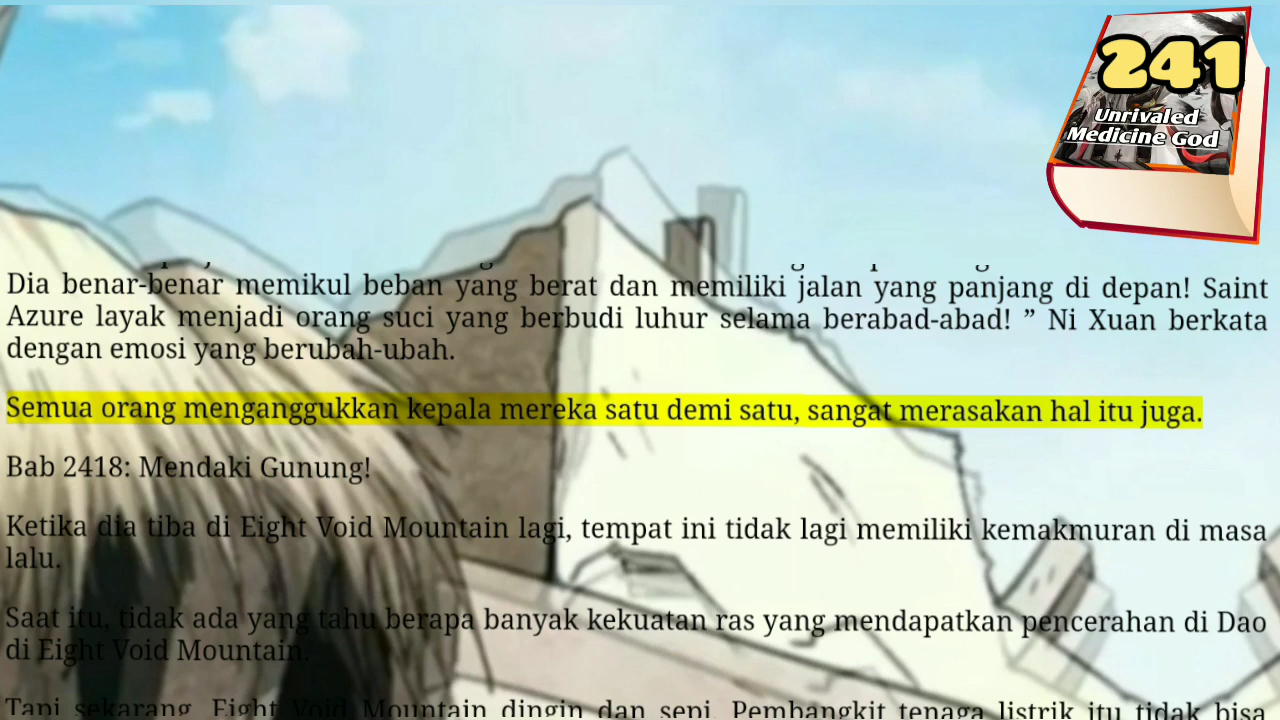 241
Unrivaled
Medicine God
Dia benar-benar memikul beban yang berat dan memiliki jalan yang panjang di depan! Saint
Azure layak menjadi orang suci yang berbudi luhur selama berabad-abad! ” Ni Xuan berkata
dengan emosi yang berubah-ubah.
Semua orang menganggukkan kepala mereka satu demi satu, sangat merasakan hal itu juga.
Bab 2418: Mendaki Gunung!
Ketika dia tiba di Eight Void Mountain lagi, tempat ini tidak lagi memiliki kemakmuran di masa
lalu.
Saat itu, tidak ada yang tahu berapa banyak kekuatan ras yang mendapatkan pencerahan di Dao
di Eight Void Mountain.
Tapi sekarang, Eight Void Mountain dingin dan sepi. Pembangkit tenaga listrik itu tidak bisa